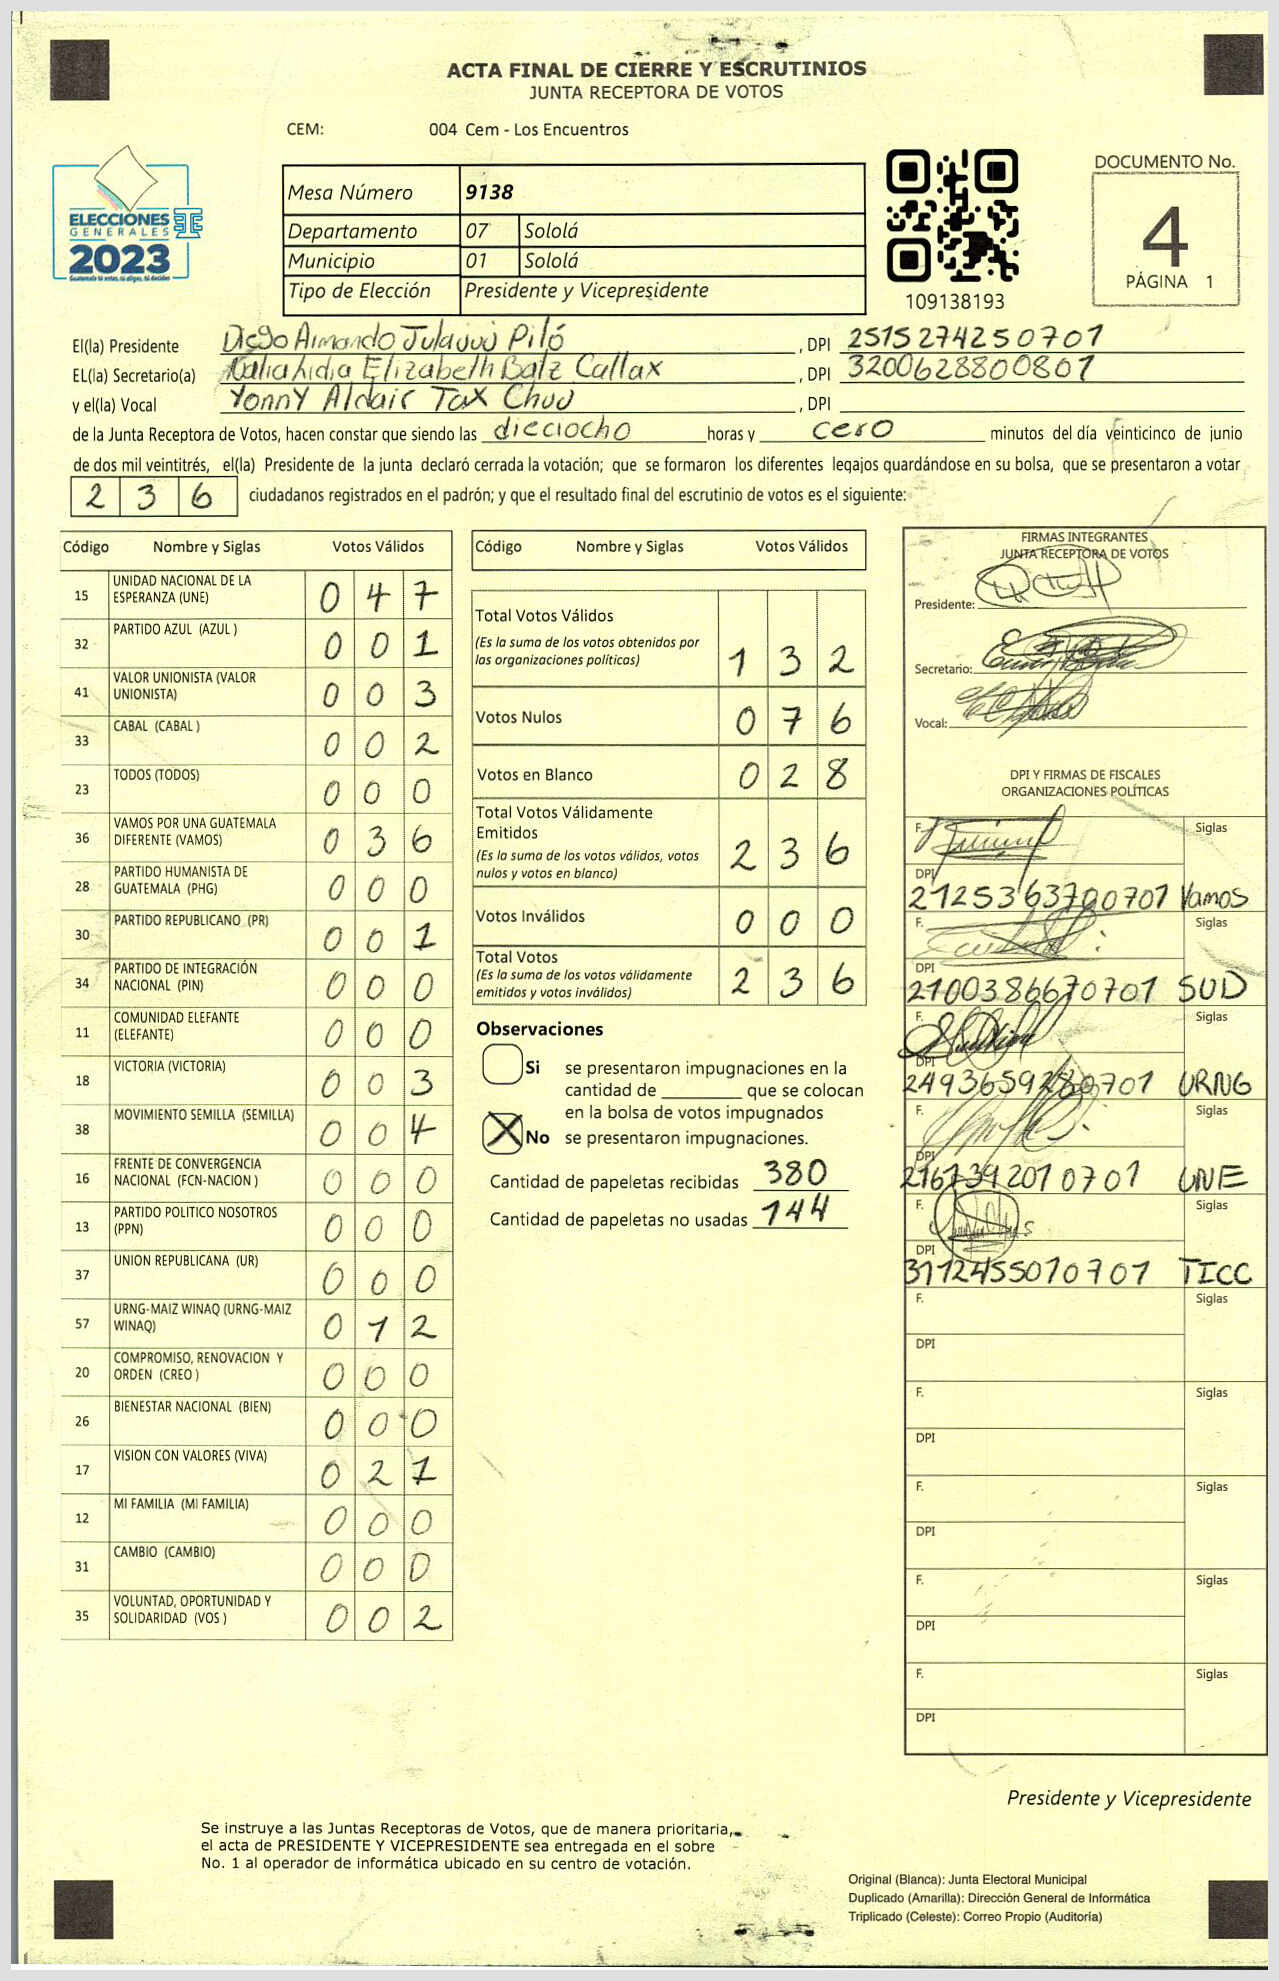 ACTA FINAL DE CIERRE Y ESCRUTINIOS
JUNTA RECEPTORA DE VOTOS
CEM: 004 Cem - Los Encuentros
ELECCIONES
GENERALES
2023
Mesa Número 9138
Departamento 07 Sololá
Municipio 01 Sololá
Tipo de Elección Presidente y Vicepresidente
109138193
DOCUMENTO No.
4
PÁGINA 1
El(la) Presidente Diego Armando Piló , DPI 2515274250701
EL(la) Secretario(a) Elizabeth Batz Callax , DPI 3200628800801
y el(la) Vocal Yonny Aldair Tax Chuu , DPI
de la Junta Receptora de Votos, hacen constar que siendo las dieciocho horas y cero minutos del día veinticinco de junio
de dos mil veintitrés, el(la) Presidente de la junta declaró cerrada la votación; que se formaron los diferentes legajos guardándose en su bolsa, que se presentaron a votar
2 3 6 ciudadanos registrados en el padrón; y que el resultado final del escrutinio de votos es el siguiente:
Código Nombre y Siglas Votos Válidos
15 UNIDAD NACIONAL DE LA ESPERANZA (UNE) 0 4 7
32 PARTIDO AZUL (AZUL ) 0 0 1
41 VALOR UNIONISTA (VALOR UNIONISTA) 0 0 3
33 CABAL (CABAL ) 0 0 2
23 TODOS (TODOS) 0 0 0
36 VAMOS POR UNA GUATEMALA DIFERENTE (VAMOS) 0 3 6
28 PARTIDO HUMANISTA DE GUATEMALA (PHG) 0 0 0
30 PARTIDO REPUBLICANO (PR) 0 0 1
34 PARTIDO DE INTEGRACIÓN NACIONAL (PIN) 0 0 0
11 COMUNIDAD ELEFANTE (ELEFANTE) 0 0 0
18 VICTORIA (VICTORIA) 0 0 3
38 MOVIMIENTO SEMILLA (SEMILLA) 0 0 4
16 FRENTE DE CONVERGENCIA NACIONAL (FCN-NACION ) 0 0 0
13 PARTIDO POLITICO NOSOTROS (PPN) 0 0 0
37 UNION REPUBLICANA (UR) 0 0 0
57 URNG-MAIZ WINAQ (URNG-MAIZ WINAQ) 0 1 2
20 COMPROMISO, RENOVACION Y ORDEN (CREO ) 0 0 0
26 BIENESTAR NACIONAL (BIEN) 0 0 0
17 VISION CON VALORES (VIVA) 0 2 1
12 MI FAMILIA (MI FAMILIA) 0 0 0
31 CAMBIO (CAMBIO) 0 0 0
35 VOLUNTAD, OPORTUNIDAD Y SOLIDARIDAD (VOS ) 0 0 2
Código Nombre y Siglas Votos Válidos
Total Votos Válidos
(Es la suma de los votos obtenidos por
las organizaciones políticas) 1 3 2
Votos Nulos 0 7 6
Votos en Blanco 0 2 8
Total Votos Válidamente
Emitidos
(Es la suma de los votos válidos, votos
nulos y votos en blanco) 2 3 6
Votos Inválidos 0 0 0
Total Votos
(Es la suma de los votos válidamente
emitidos y votos inválidos) 2 3 6
Observaciones
Si se presentaron impugnaciones en la
cantidad de ________ que se colocan
en la bolsa de votos impugnados
No se presentaron impugnaciones.
Cantidad de papeletas recibidas 380
Cantidad de papeletas no usadas 144
FIRMAS INTEGRANTES
JUNTA RECEPTORA DE VOTOS
Presidente:
Secretario:
Vocal:
DPI Y FIRMAS DE FISCALES
ORGANIZACIONES POLÍTICAS
F. Siglas
DPI
2125363700701 Vamos
F. Siglas
DPI
2100386670701 SUD
F. Siglas
DPI
2493659280701 URNG
F. Siglas
DPI
2167392010701 UNE
F. Siglas
DPI
3112455010701 TICC
F. Siglas
DPI
F. Siglas
DPI
F. Siglas
DPI
F. Siglas
DPI
F. Siglas
DPI
Presidente y Vicepresidente
Se instruye a las Juntas Receptoras de Votos, que de manera prioritaria,
el acta de PRESIDENTE Y VICEPRESIDENTE sea entregada en el sobre
No. 1 al operador de informática ubicado en su centro de votación.
Original (Blanca): Junta Electoral Municipal
Duplicado (Amarilla): Dirección General de Informática
Triplicado (Celeste): Correo Propio (Auditoría)